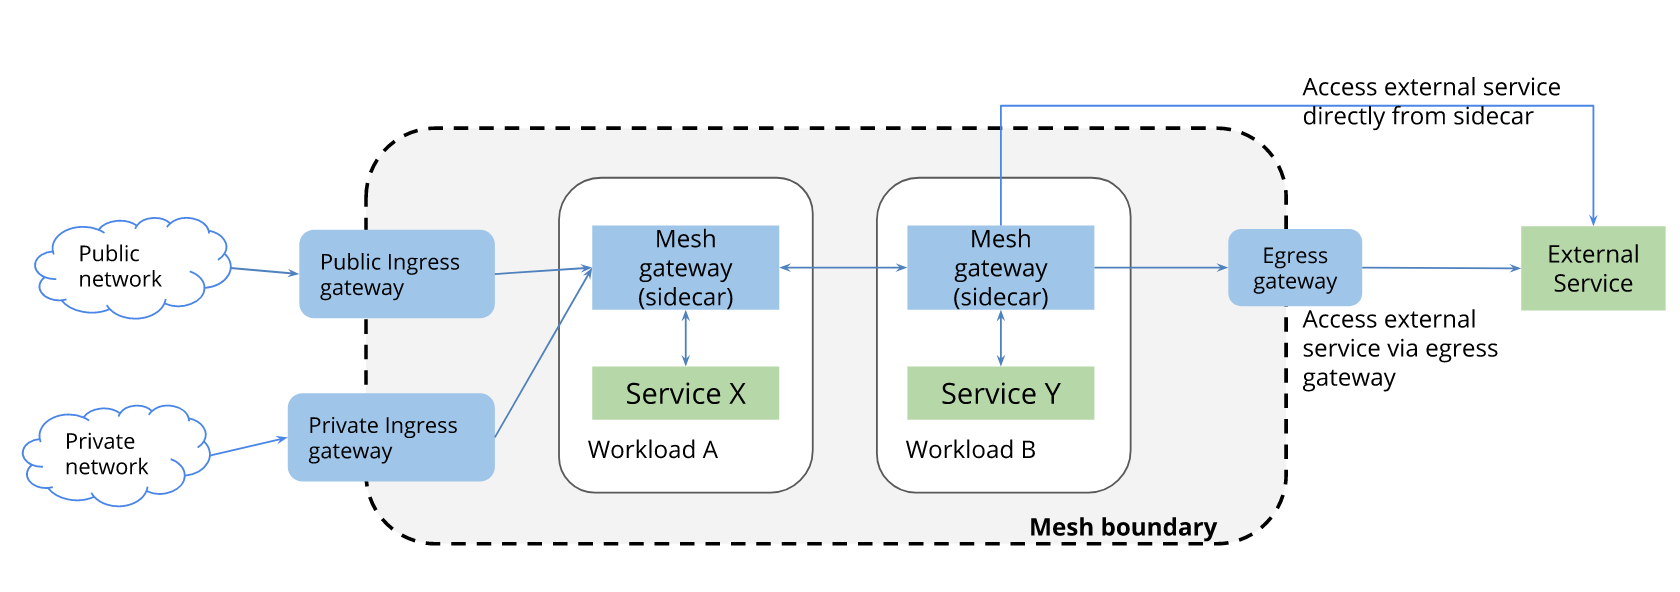 Access external service
directly from sidecar
Public
network
Public Ingress
gateway
Mesh
gateway
(sidecar)
Mesh
gateway
(sidecar)
Egress
gateway
External
Service
Access external
service via egress
gateway
Service X
Service Y
Private
network
Private Ingress
gateway
Workload A
Workload B
Mesh boundary